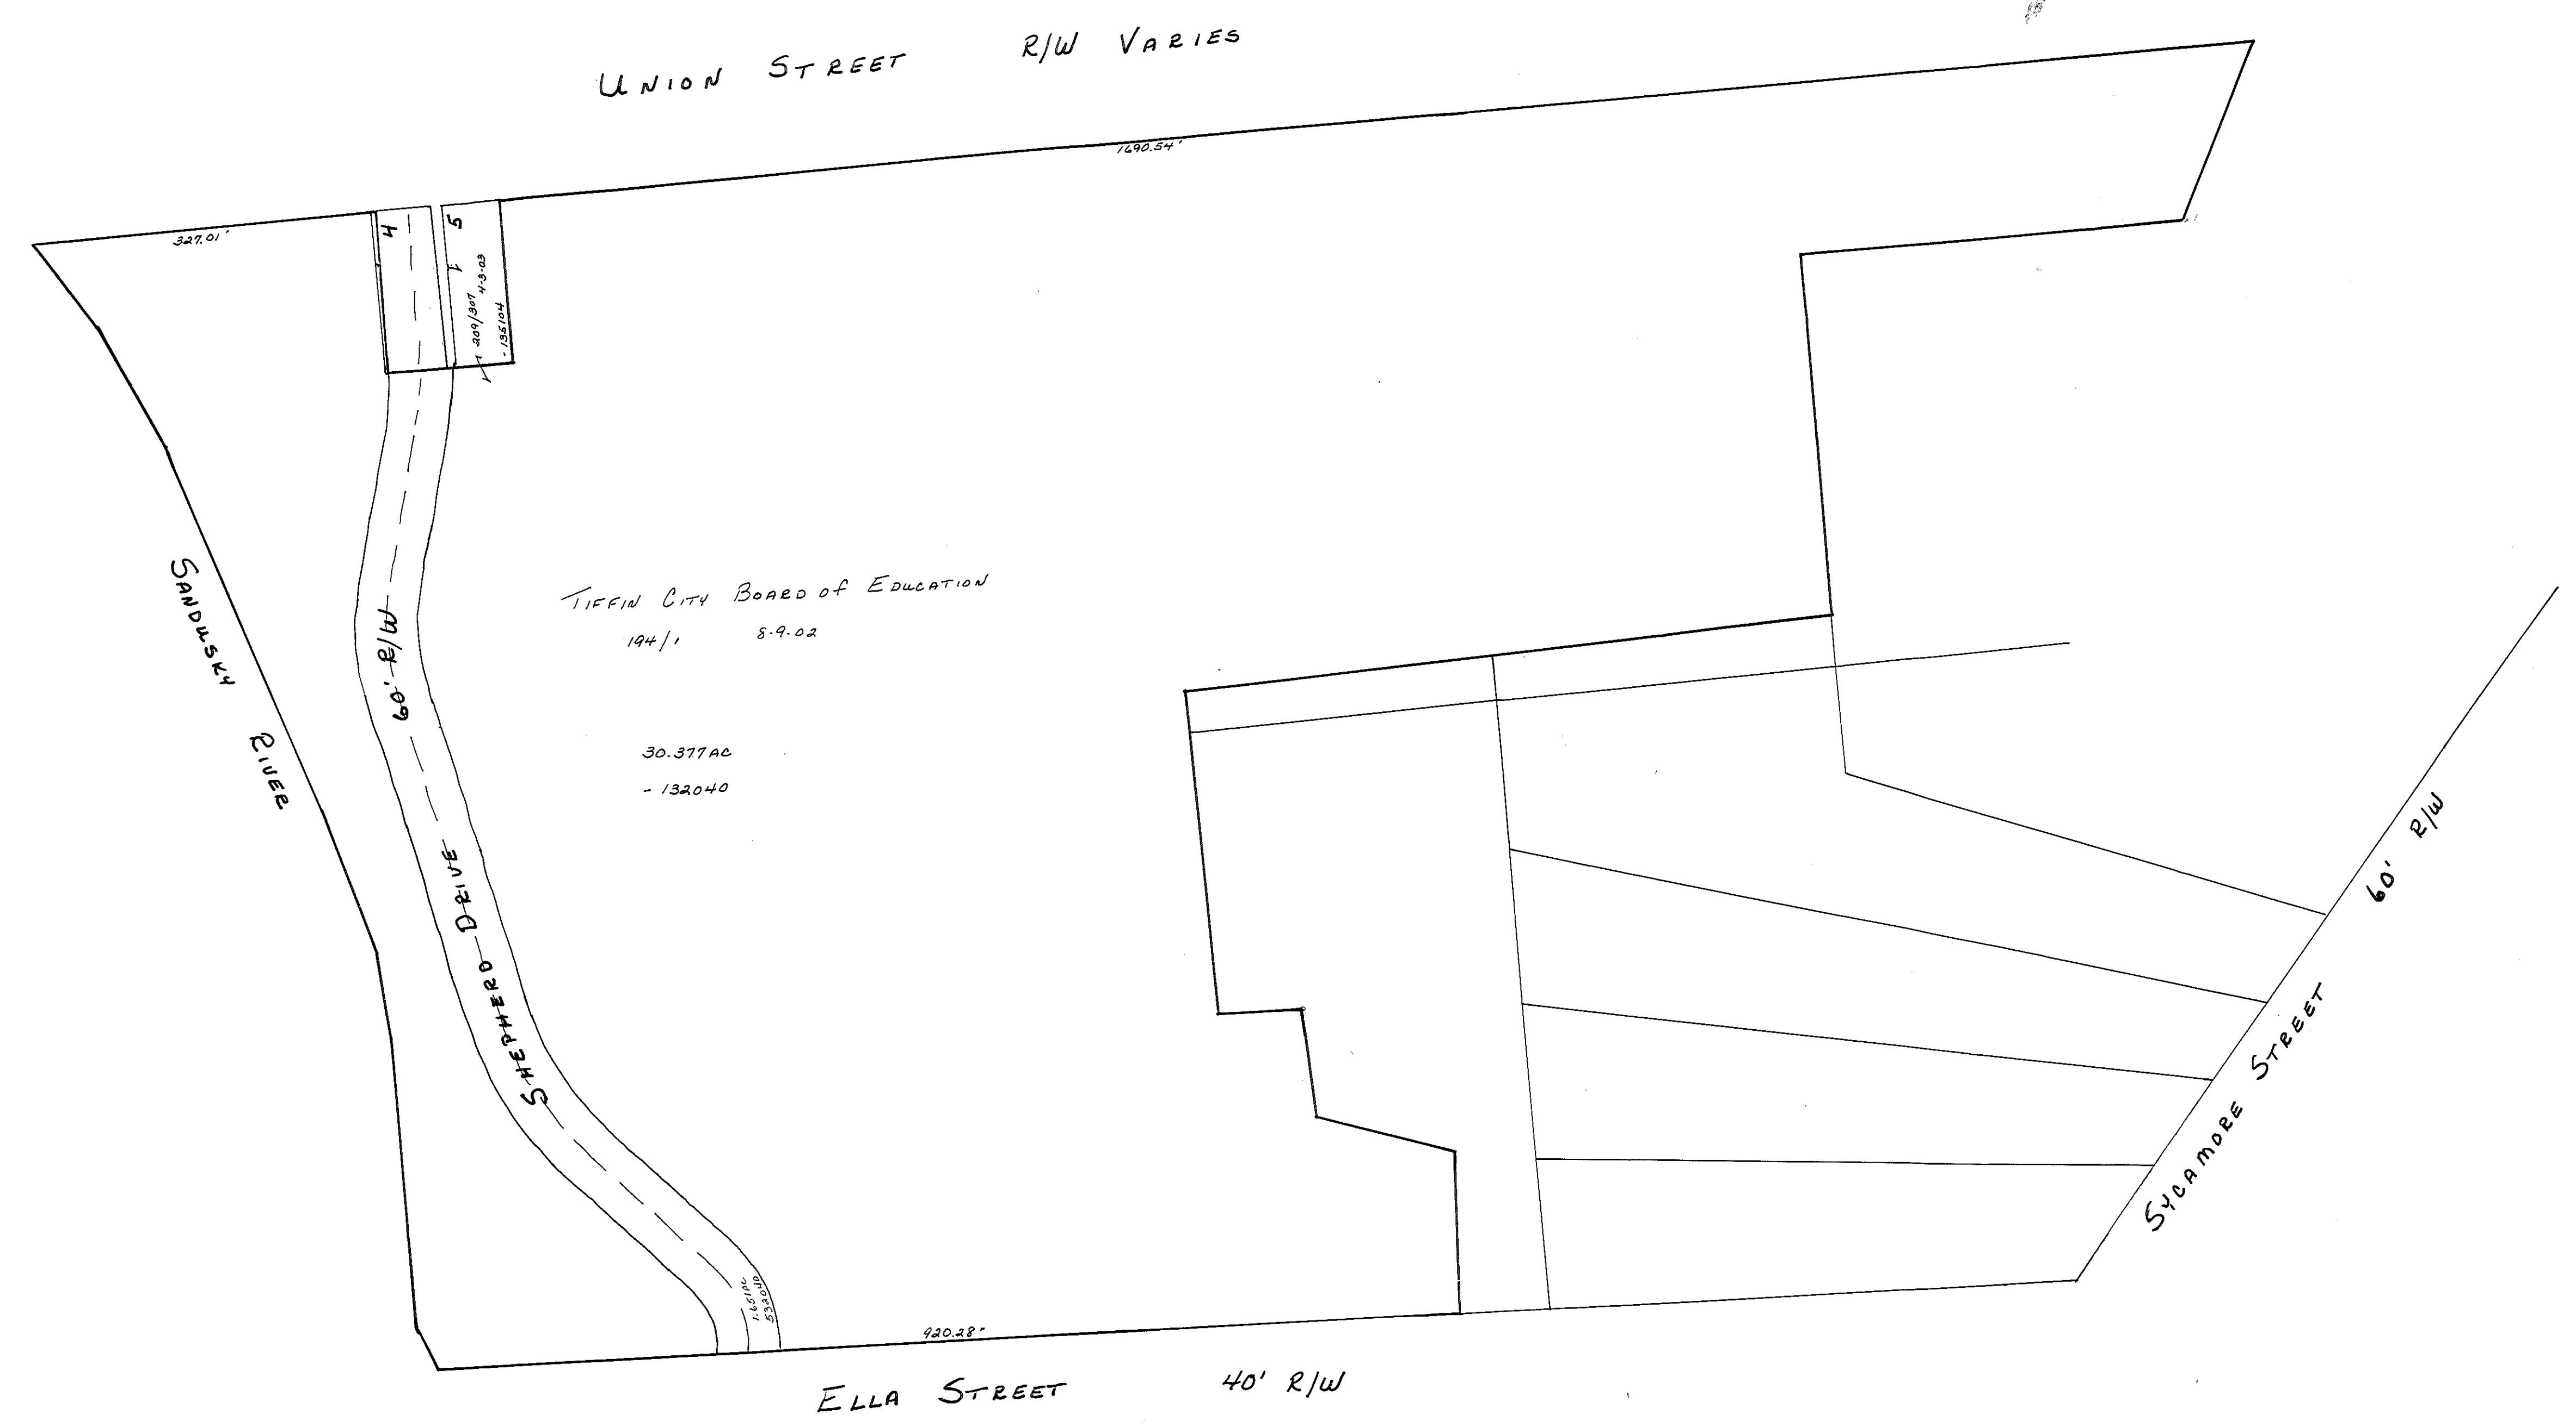 UNION STREET R/W VARIES
1690.54'
327.01'
4
5
209/307
4-3-03
-135104
SANDUSKY RIVER
60' R/W
TIFFIN CITY BOARD of EDUCATION
194/1 8-9-02
30.377 AC
- 132040
SHEPHERD DRIVE
60' R/W
SYCAMORE STREET
1.651 AC
920.28'
ELLA STREET 40' R/W